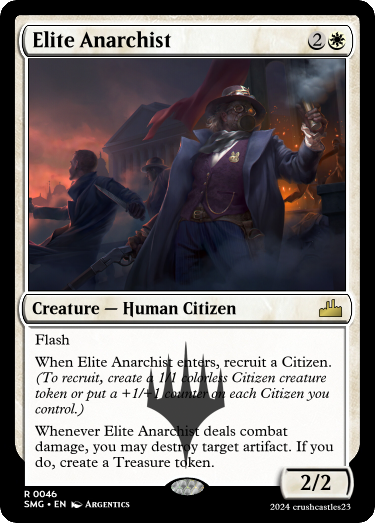 Elite Anarchist 2
Creature — Human Citizen
Flash
When Elite Anarchist enters, recruit a Citizen.
(To recruit, create a 1/1 colorless Citizen creature
token or put a +1/+1 counter on each Citizen you
control.)
Whenever Elite Anarchist deals combat
damage, you may destroy target artifact. If you
do, create a Treasure token.
2/2
R 0046
SMG • EN Argentics
2024 crushcastles23